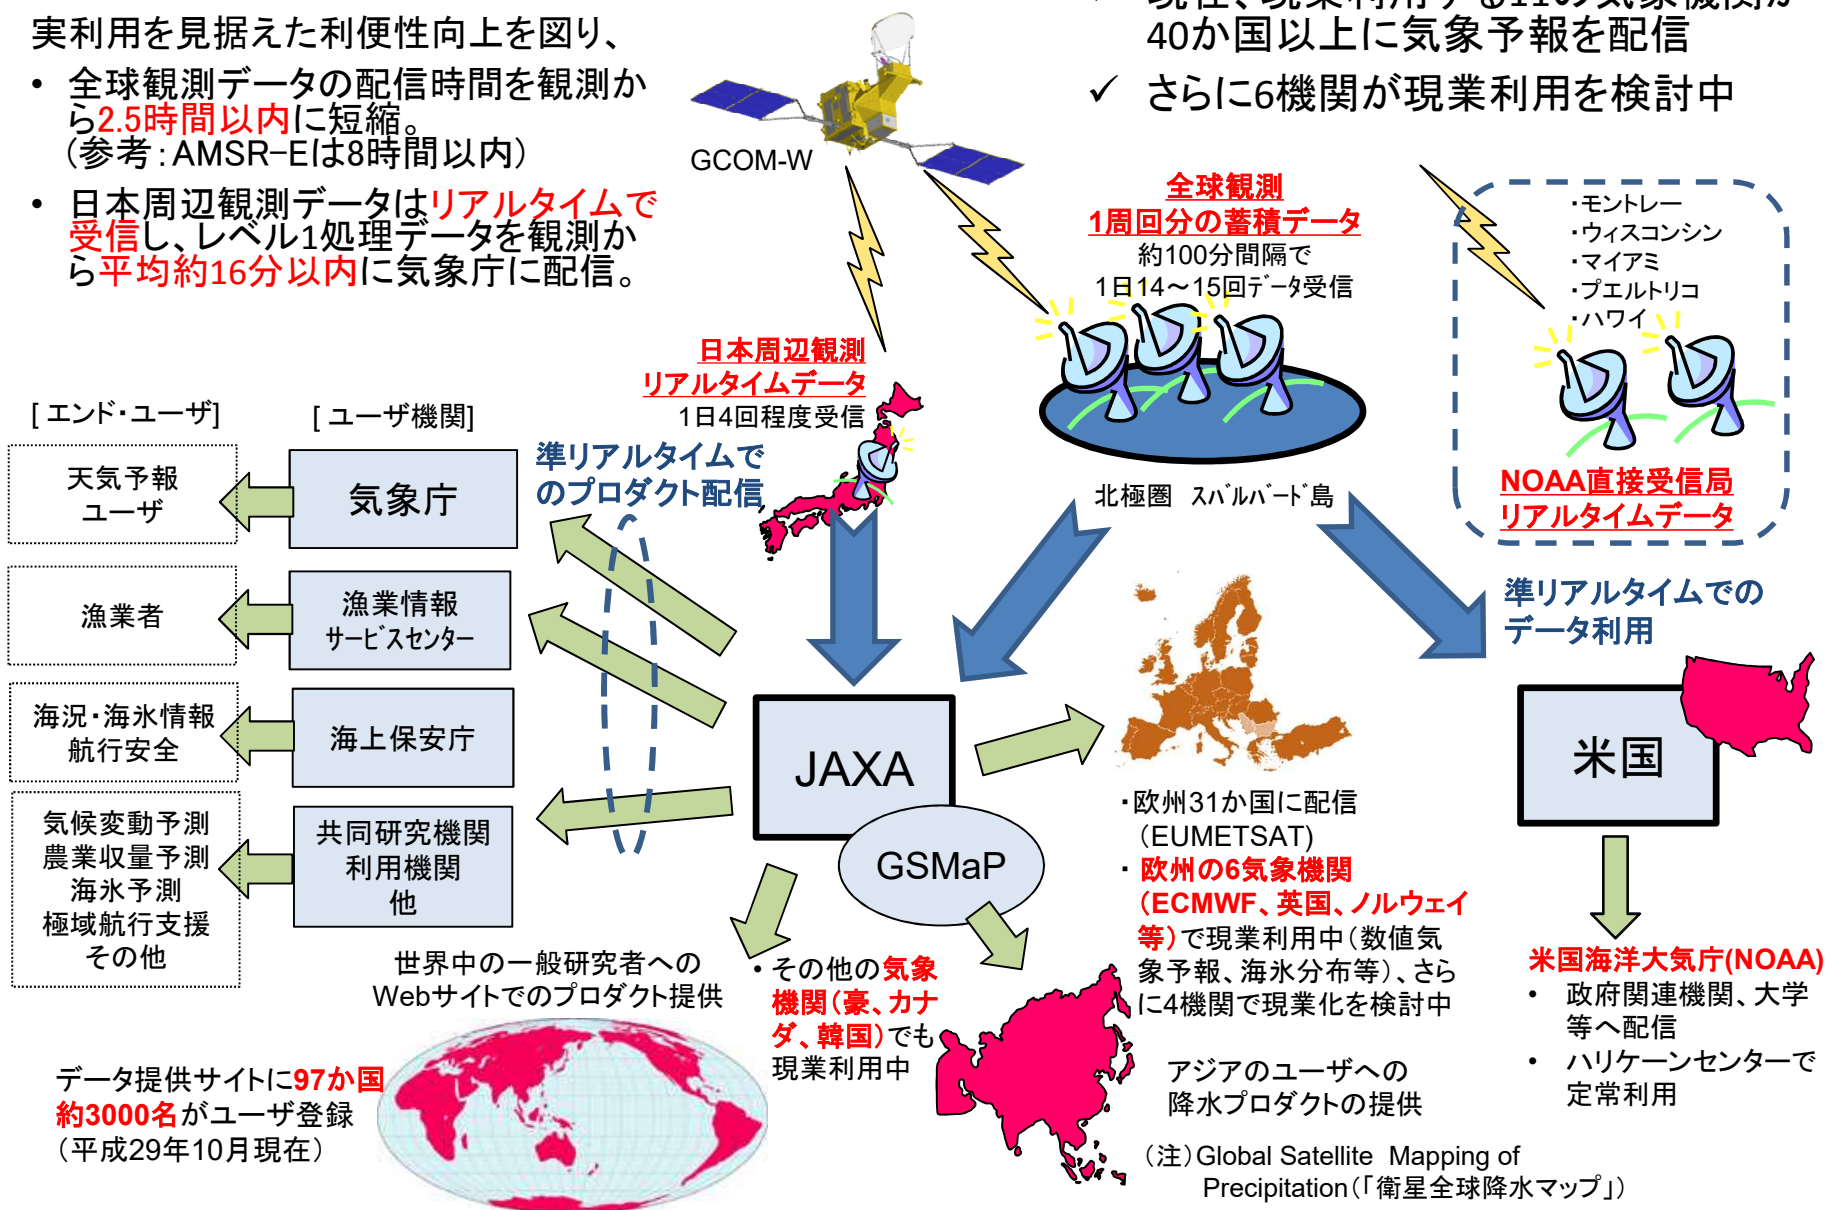 実利用を見据えた利便性向上を図り、
• 全球観測データの配信時間を観測か
ら2.5時間以内に短縮。
（参考：AMSR-Eは8時間以内）
• 日本周辺観測データはリアルタイムで
受信し、レベル1処理データを観測か
ら平均約16分以内に気象庁に配信。
GCOM-W
40か国以上に気象予報を配信
✓ さらに6機関が現業利用を検討中
全球観測
1周回分の蓄積データ
約100分間隔で
1日14～15回ﾃﾞｰﾀ受信
・モントレー
・ウィスコンシン
・マイアミ
・プエルトリコ
・ハワイ
NOAA直接受信局
リアルタイムデータ
日本周辺観測
リアルタイムデータ
1日4回程度受信
北極圏 ｽﾊﾞﾙﾊﾞｰﾄﾞ島
[エンド・ユーザ]
[ユーザ機関]
準リアルタイムで
のプロダクト配信
天気予報
ユーザ
気象庁
漁業者
漁業情報
ｻｰﾋﾞｽｾﾝﾀｰ
海況・海氷情報
航行安全
海上保安庁
気候変動予測
農業収量予測
海氷予測
極域航行支援
その他
共同研究機関
利用機関
他
JAXA
GSMaP
準リアルタイムでの
データ利用
米国
・欧州31か国に配信
（EUMETSAT)
・欧州の6気象機関
（ECMWF、英国、ノルウェイ
等）で現業利用中（数値気
象予報、海氷分布等）、さら
に4機関で現業化を検討中
米国海洋大気庁(NOAA)
• 政府関連機関、大学
等へ配信
• ハリケーンセンターで
定常利用
世界中の一般研究者への
Webサイトでのプロダクト提供
• その他の気象
機関（豪、カナ
ダ、韓国）でも
現業利用中
データ提供サイトに97か国
約3000名がユーザ登録
（平成29年10月現在）
アジアのユーザへの
降水プロダクトの提供
（注）Global Satellite Mapping of
Precipitation（「衛星全球降水マップ」）